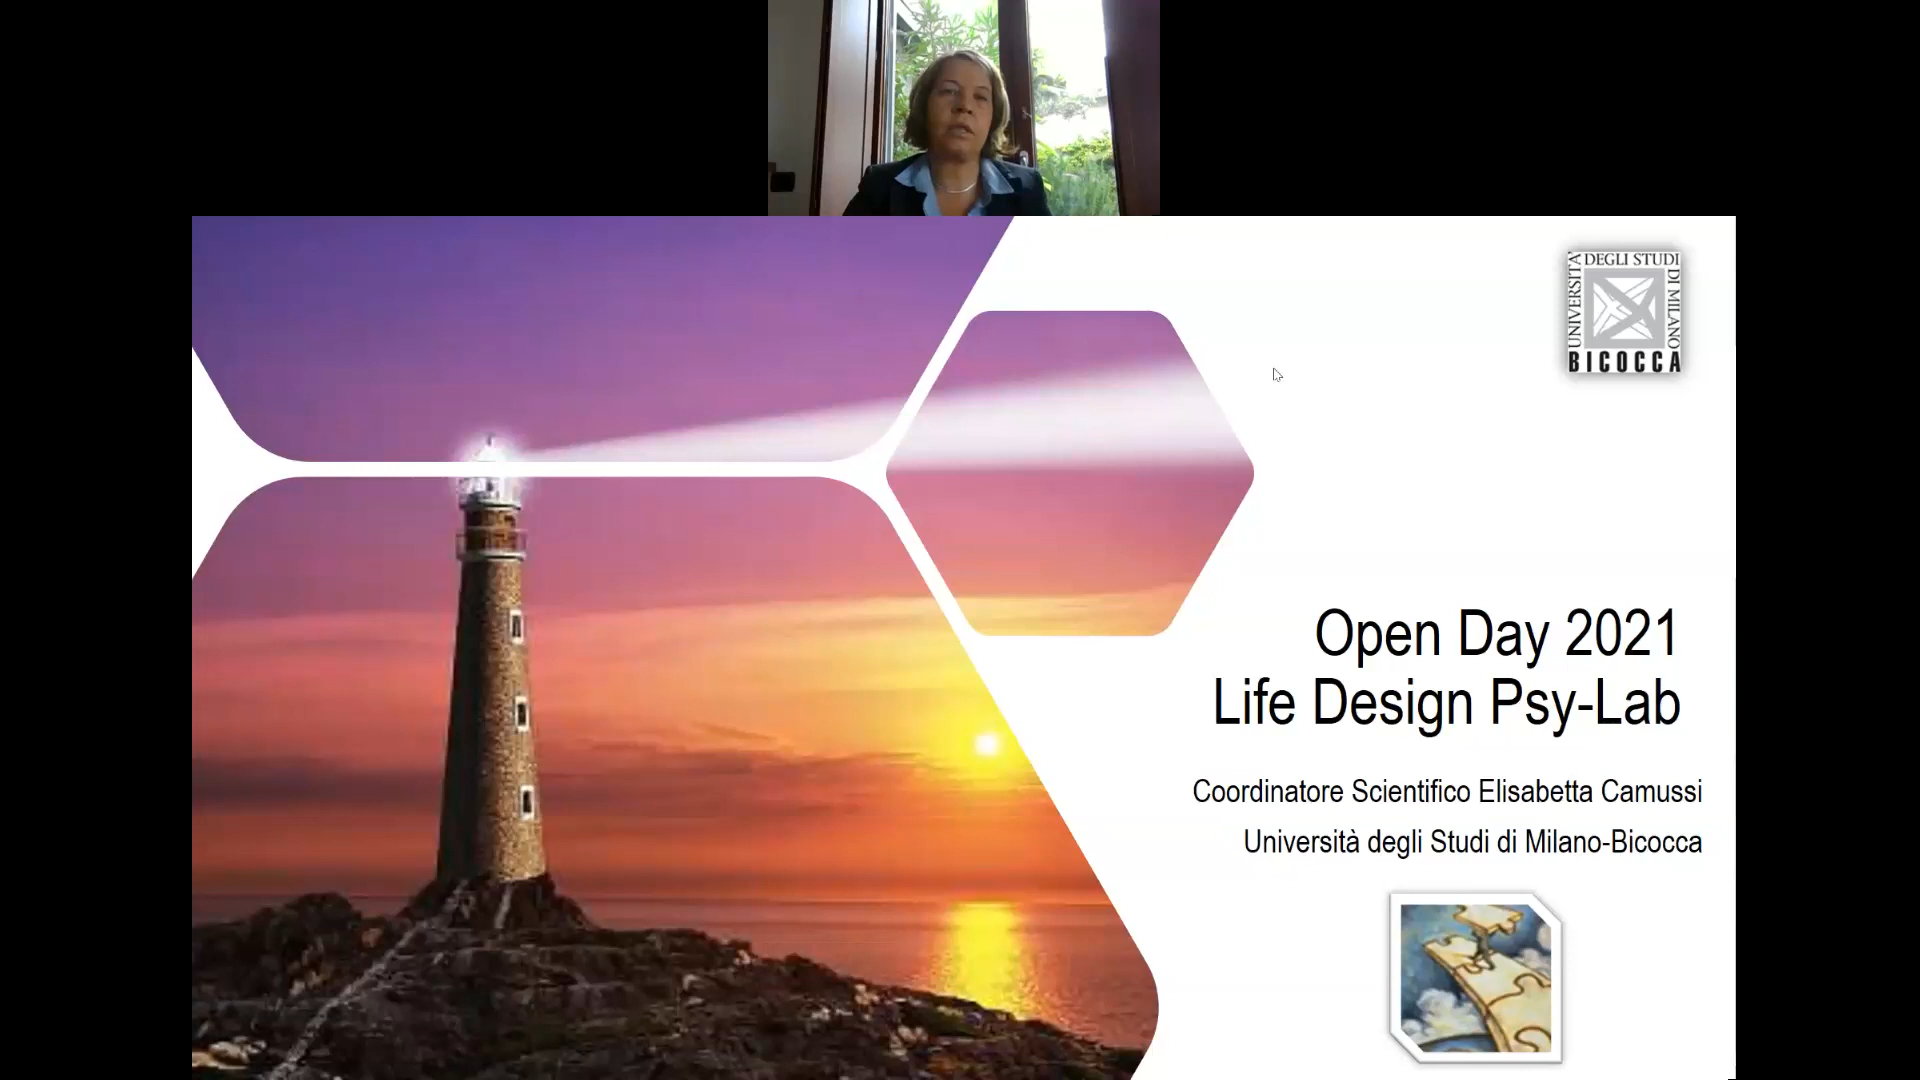 UNIVERSITA'
DEGLI STUDI
DI MILANO
BICOCCA
Open Day 2021
Life Design Psy-Lab
Coordinatore Scientifico Elisabetta Camussi
Università degli Studi di Milano-Bicocca